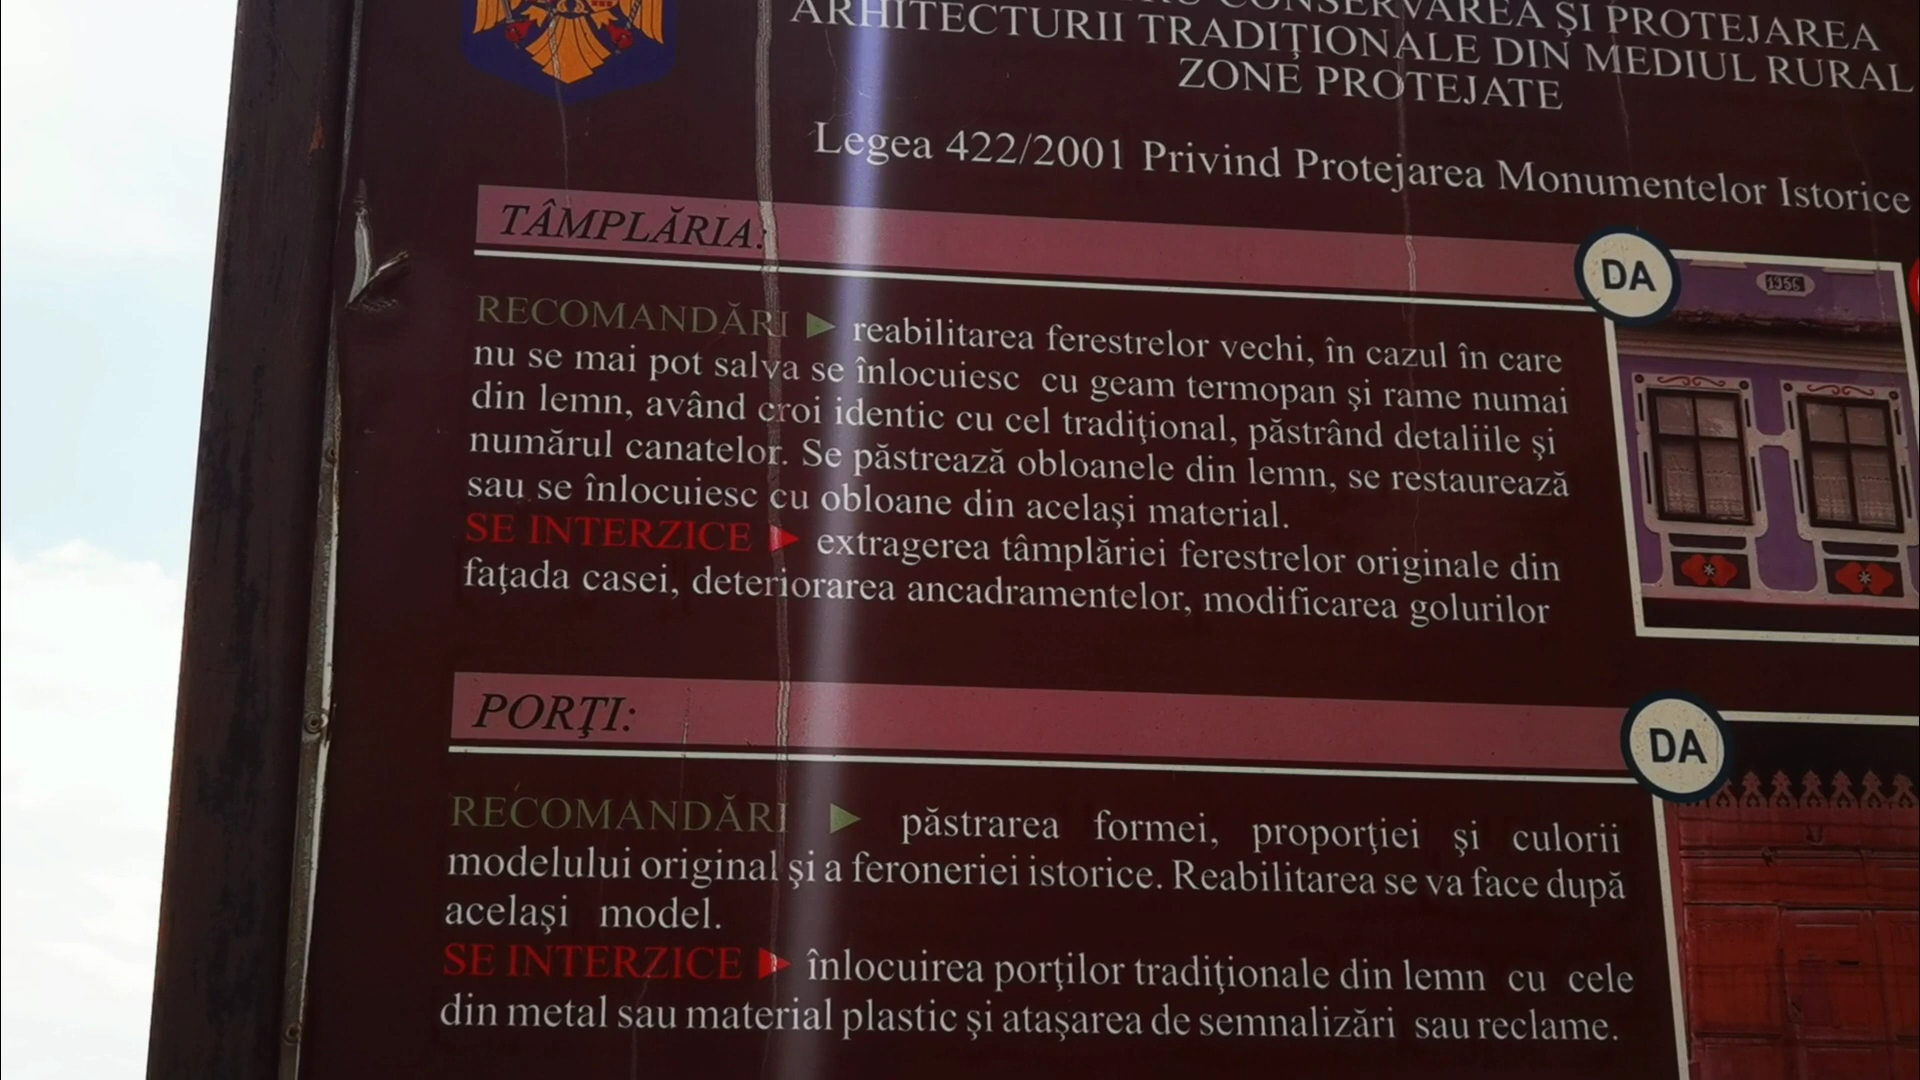 CONSERVAREA ŞI PROTEJAREA
ARHITECTURII TRADIŢIONALE DIN MEDIUL RURAL
ZONE PROTEJATE
Legea 422/2001 Privind Protejarea Monumentelor Istorice
TÂMPLĂRIA:
DA
1956
RECOMANDĂRI ► reabilitarea ferestrelor vechi, în cazul în care
nu se mai pot salva se înlocuiesc cu geam termopan şi rame numai
din lemn, având croi identic cu cel tradiţional, păstrând detaliile şi
numărul canatelor. Se păstrează obloanele din lemn, se restaurează
sau se înlocuiesc cu obloane din acelaşi material.
SE INTERZICE ► extragerea tâmplăriei ferestrelor originale din
faţada casei, deteriorarea ancadramentelor, modificarea golurilor
PORŢI:
DA
RECOMANDĂRI ► păstrarea formei, proporţiei şi culorii
modelului original şi a feroneriei istorice. Reabilitarea se va face după
acelaşi model.
SE INTERZICE ► înlocuirea porţilor tradiţionale din lemn cu cele
din metal sau material plastic şi ataşarea de semnalizări sau reclame.